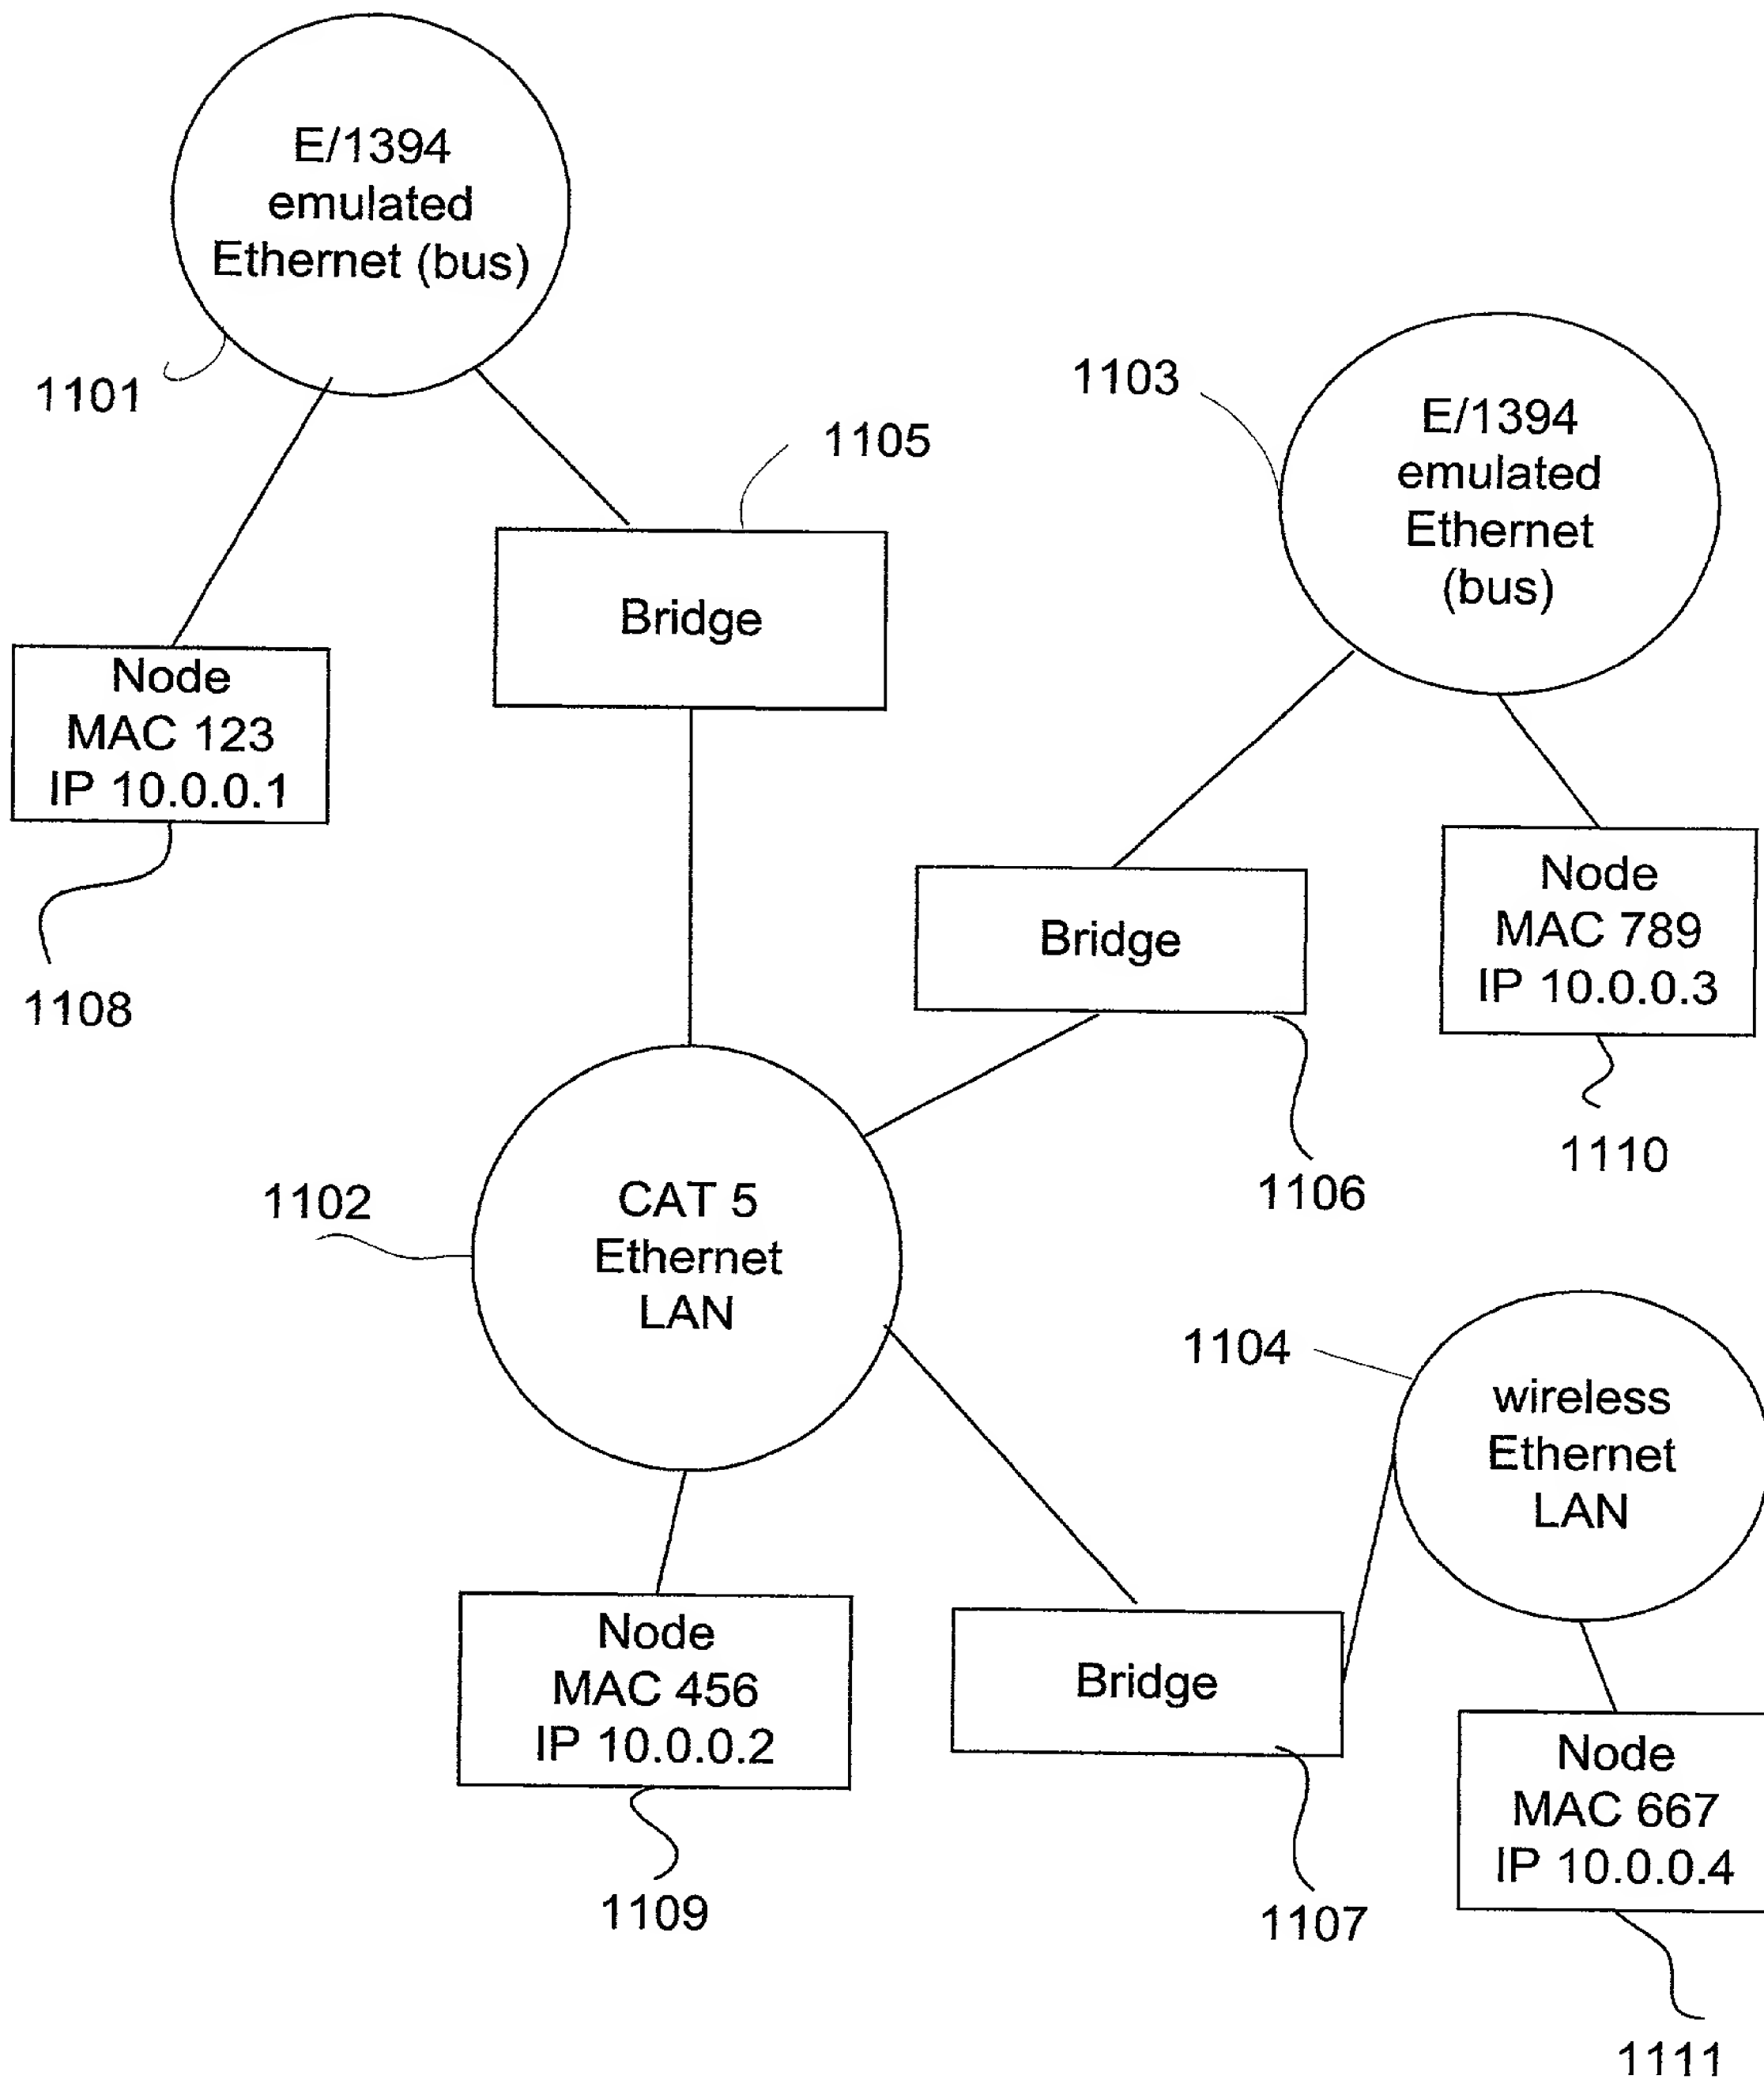 E/1394
emulated
Ethernet (bus)
1101
1103
E/1394
emulated
Ethernet
(bus)
1105
Bridge
Node
MAC 123
IP 10.0.0.1
1108
Bridge
Node
MAC 789
IP 10.0.0.3
1110
1106
1102
CAT 5
Ethernet
LAN
1104
wireless
Ethernet
LAN
Node
MAC 456
IP 10.0.0.2
Bridge
Node
MAC 667
IP 10.0.0.4
1109
1107
1111